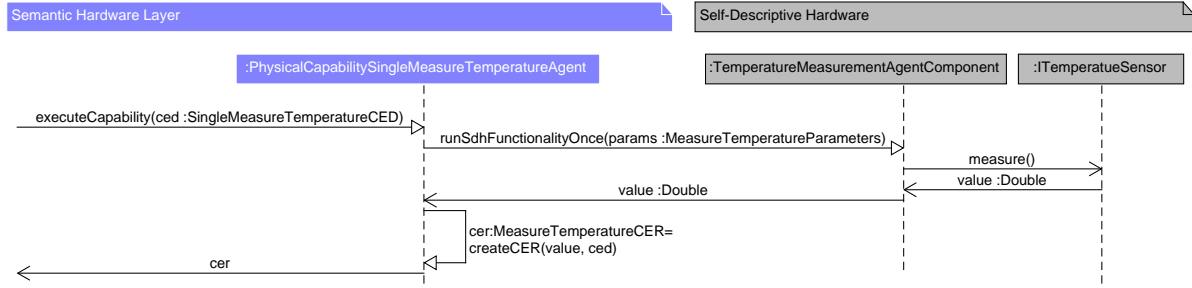 Semantic Hardware Layer
Self-Descriptive Hardware
:PhysicalCapabilitySingleMeasureTemperatureAgent
:TemperatureMeasurementAgentComponent
:ITemperatueSensor
executeCapability(ced :SingleMeasureTemperatureCED)
runSdhFunctionalityOnce(params :MeasureTemperatureParameters)
measure()
value :Double
value :Double
cer:MeasureTemperatureCER=
createCER(value, ced)
cer